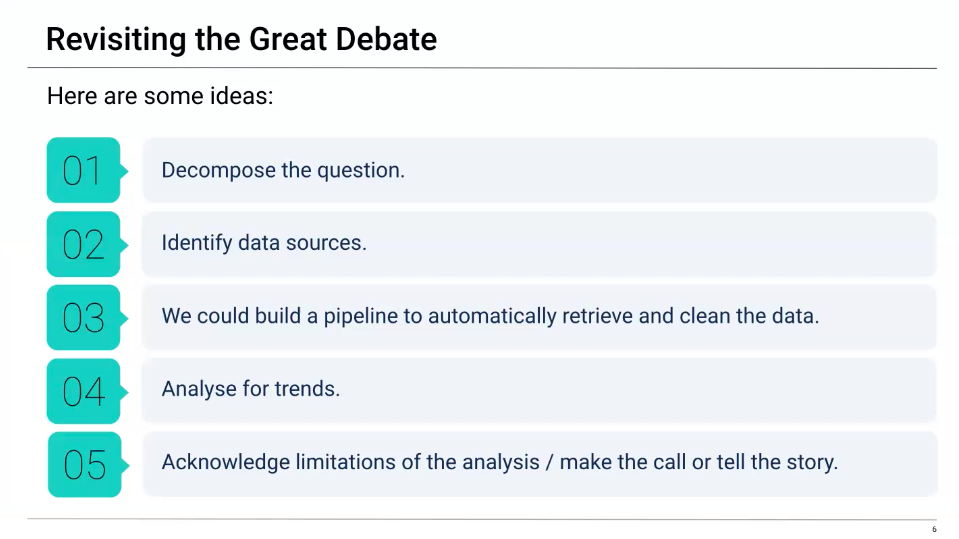 Revisiting the Great Debate
Here are some ideas:
01
Decompose the question.
02
Identify data sources.
03
We could build a pipeline to automatically retrieve and clean the data.
04
Analyse for trends.
05
Acknowledge limitations of the analysis / make the call or tell the story.
6